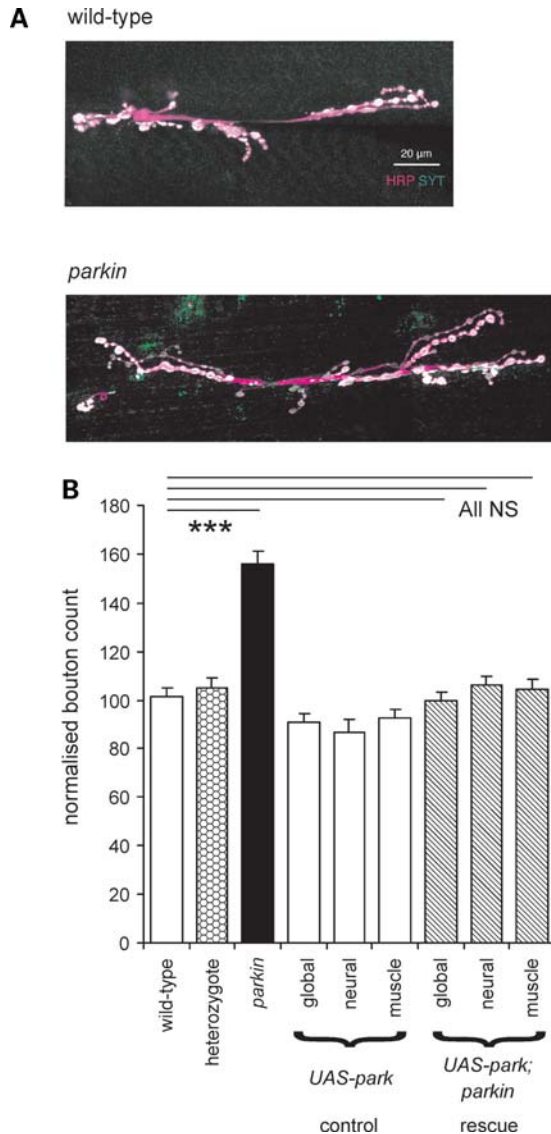 A
wild-type
20 µm
HRP SYT
parkin
B
All NS
***
180
160
140
120
100
80
60
40
20
0
normalised bouton count
wild-type
heterozygote
parkin
global
neural
muscle
global
neural
muscle
UAS-park
UAS-park;
parkin
control
rescue